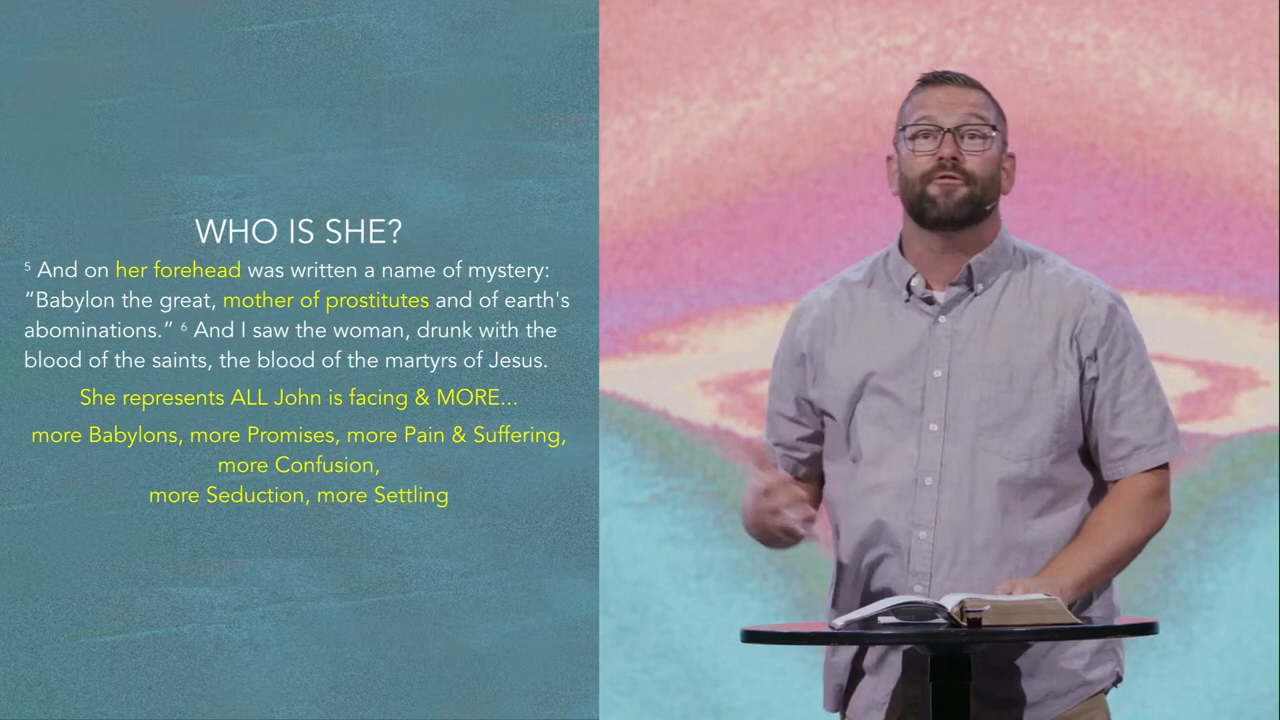 WHO IS SHE?
⁵ And on her forehead was written a name of mystery:
“Babylon the great, mother of prostitutes and of earth's
abominations.” ⁶ And I saw the woman, drunk with the
blood of the saints, the blood of the martyrs of Jesus.
She represents ALL John is facing & MORE...
more Babylons, more Promises, more Pain & Suffering,
more Confusion,
more Seduction, more Settling